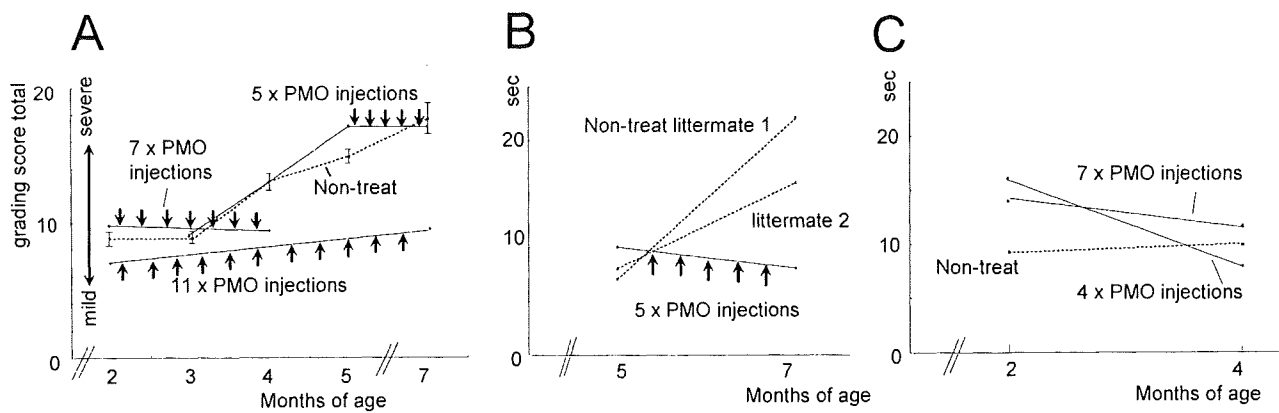 A
grading score total
severe
mild
20
10
0
5 x PMO injections
7 x PMO
injections
Non-treat
11 x PMO injections
2
3
4
5
7
Months of age
B
sec
20
10
0
Non-treat littermate 1
littermate 2
5 x PMO injections
5
7
Months of age
C
sec
20
10
0
7 x PMO injections
Non-treat
4 x PMO injections
2
4
Months of age